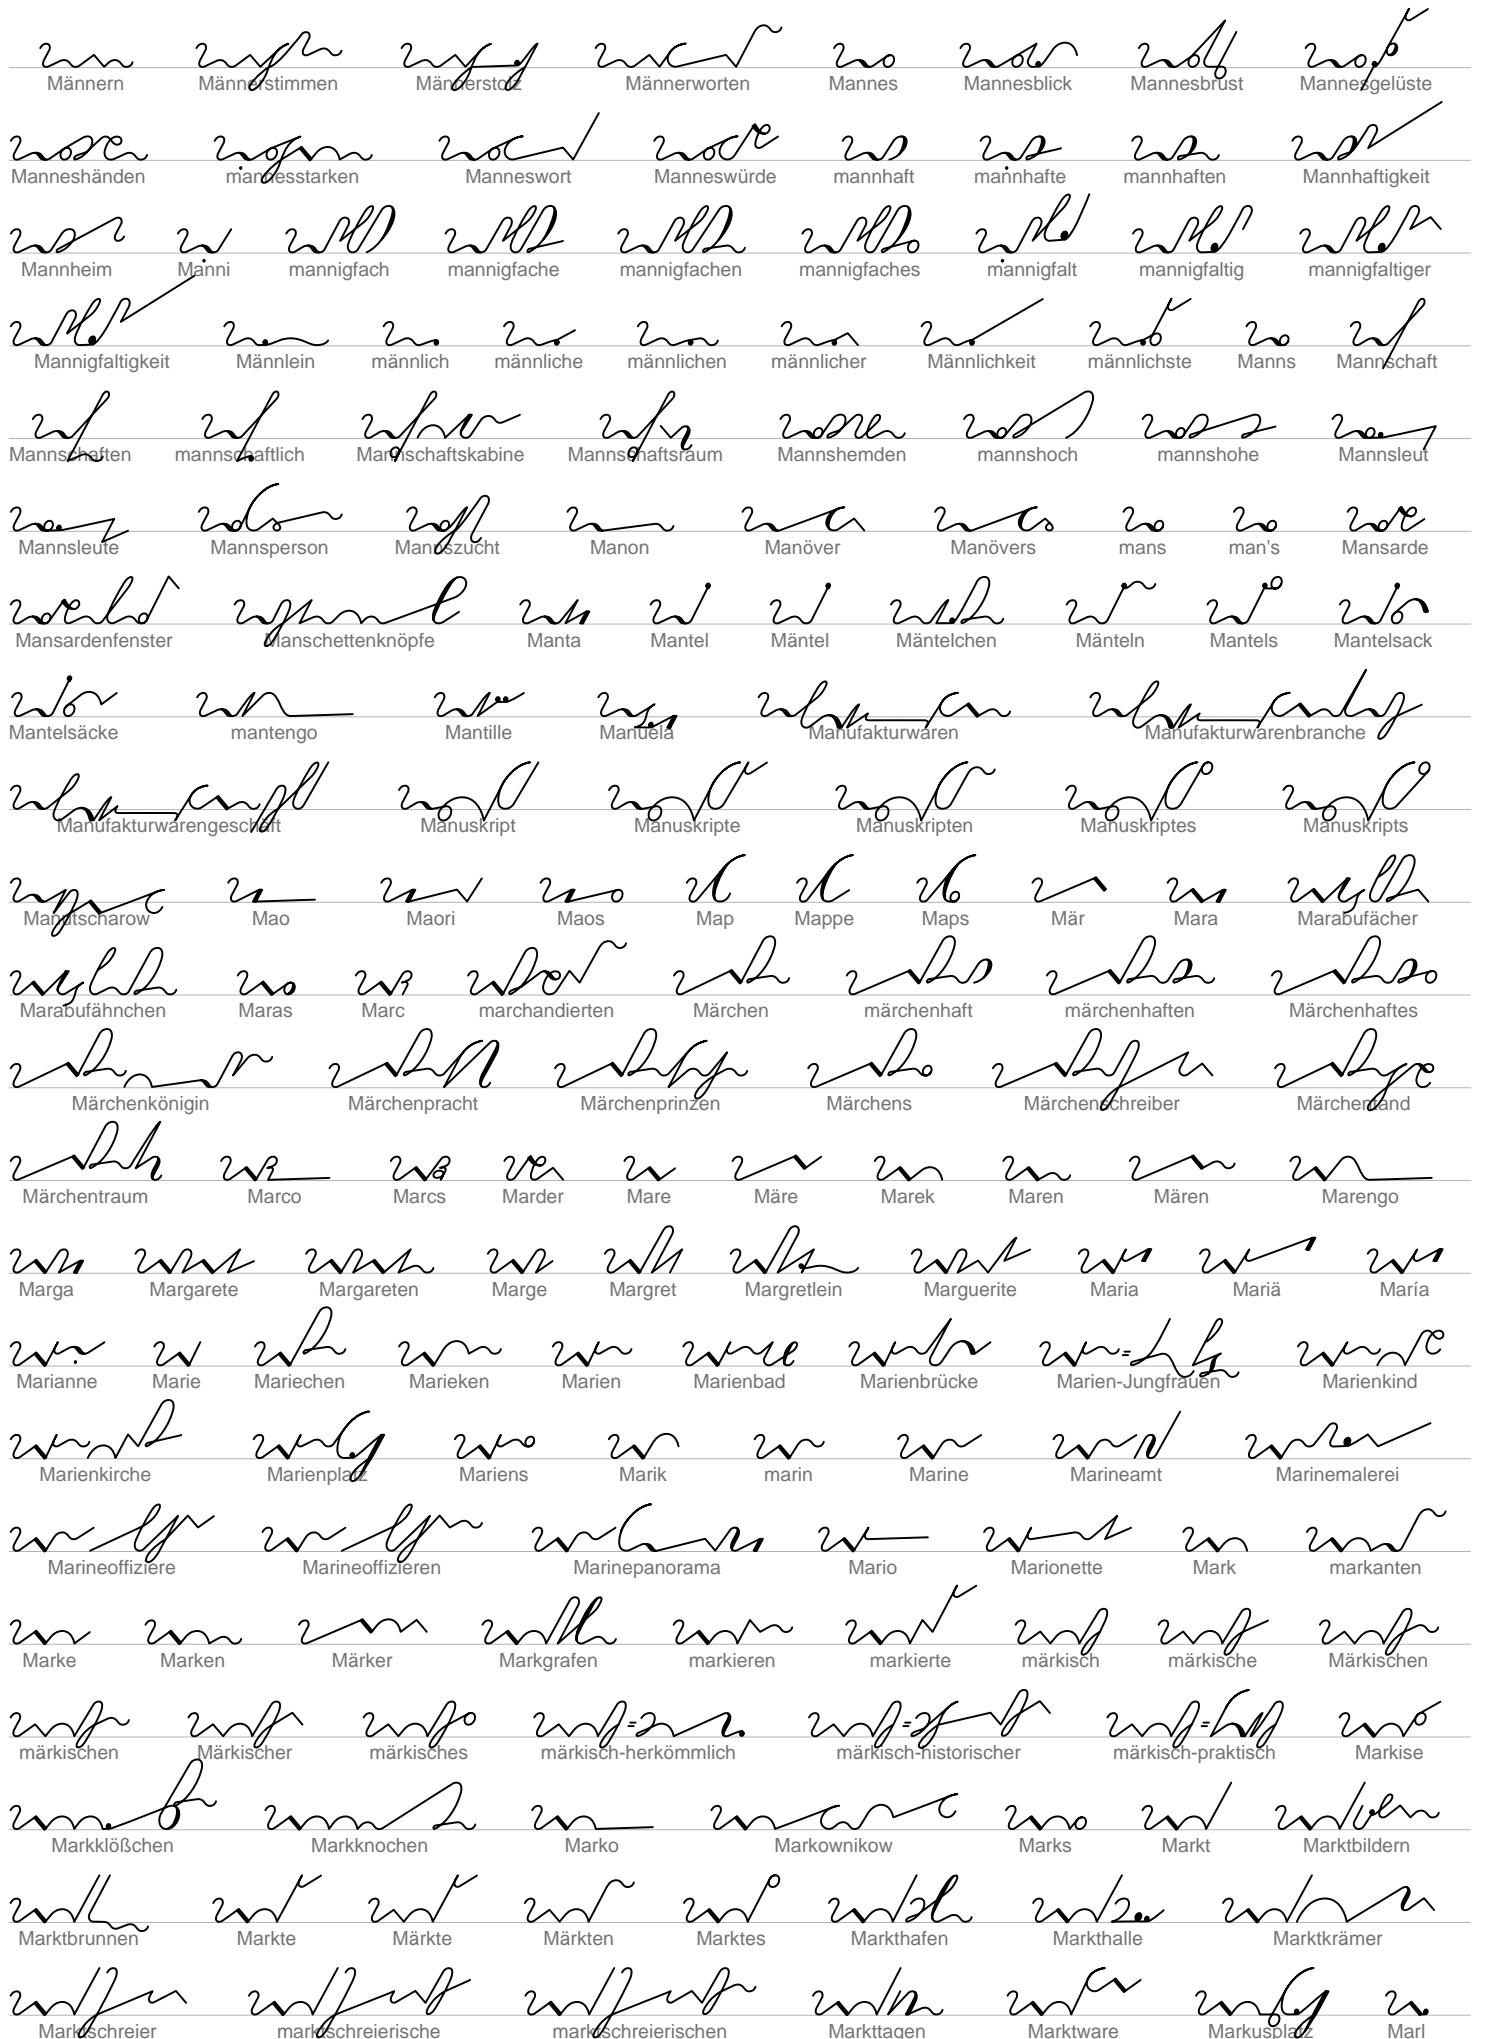 Männern Männerstimmen Männerstolz Männerworten Mannes Mannesblick Mannesbrust Mannesgelüste
Manneshänden mannesstarken Manneswort Manneswürde mannhaft mannhafte mannhaften Mannhaftigkeit
Mannheim Manni mannigfach mannigfache mannigfachen mannigfaches mannigfalt mannigfaltig mannigfaltiger
Mannigfaltigkeit Männlein männlich männliche männlichen männlicher Männlichkeit männlichste Manns Mannschaft
Mannschaften mannschaftlich Mannschaftskabine Mannschaftsraum Mannshemden mannshoch mannshohe Mannsleut
Mannsleute Mannsperson Mannszucht Manon Manöver Manövers mans man's Mansarde
Mansardenfenster Manschettenknöpfe Manta Mantel Mäntel Mäntelchen Mänteln Mantels Mantelsack
Mantelsäcke mantengo Mantille Manuela Manufakturwaren Manufakturwarenbranche
Manufakturwarengeschäft Manuskript Manuskripte Manuskripten Manuskriptes Manuskripts
Manutscharow Mao Maori Maos Map Mappe Maps Mär Mara Marabufächer
Marabufähnchen Maras Marc marchandierten Märchen märchenhaft märchenhaften Märchenhaftes
Märchenkönigin Märchenpracht Märchenprinzen Märchens Märchenschreiber Märchentand
Märchentraum Marco Marcs Marder Mare Märe Marek Maren Mären Marengo
Marga Margarete Margareten Marge Margret Margretlein Marguerite Maria Mariä María
Marianne Marie Mariechen Marieken Marien Marienbad Marienbrücke Marien-Jungfrauen Marienkind
Marienkirche Marienplatz Mariens Marik marin Marine Marineamt Marinemalerei
Marineoffiziere Marineoffizieren Marinepanorama Mario Marionette Mark markanten
Marke Marken Märker Markgrafen markieren markierte märkisch märkische Märkischen
märkischen Märkischer märkisches märkisch-herkömmlich märkisch-historischer märkisch-praktisch Markise
Markklößchen Markknochen Marko Markownikow Marks Markt Marktbildern
Marktbrunnen Markte Märkte Märkten Marktes Markthafen Markthalle Marktkrämer
Marktschreier marktschreierische marktschreierischen Markttagen Marktware Markusplatz Marl